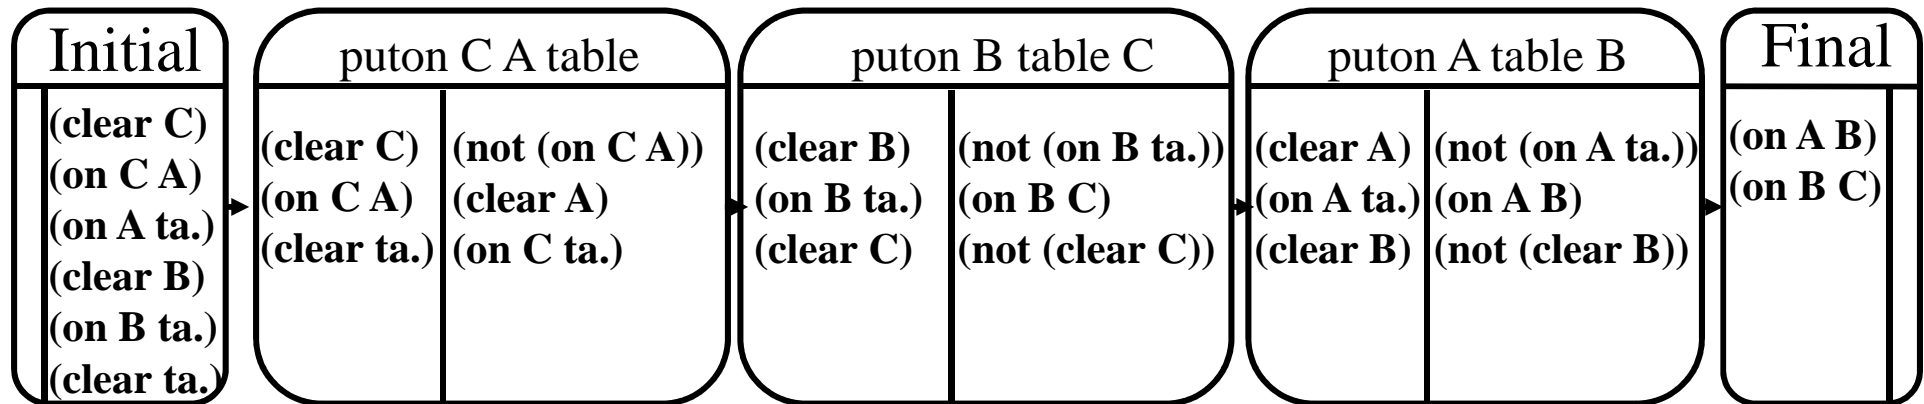 Initial
(clear C)
(on C A)
(on A ta.)
(clear B)
(on B ta.)
(clear ta.)
puton C A table
(clear C)
(on C A)
(clear ta.)
(not (on C A))
(clear A)
(on C ta.)
puton B table C
(clear B)
(on B ta.)
(clear C)
(not (on B ta.))
(on B C)
(not (clear C))
puton A table B
(clear A)
(on A ta.)
(clear B)
(not (on A ta.))
(on A B)
(not (clear B))
Final
(on A B)
(on B C)